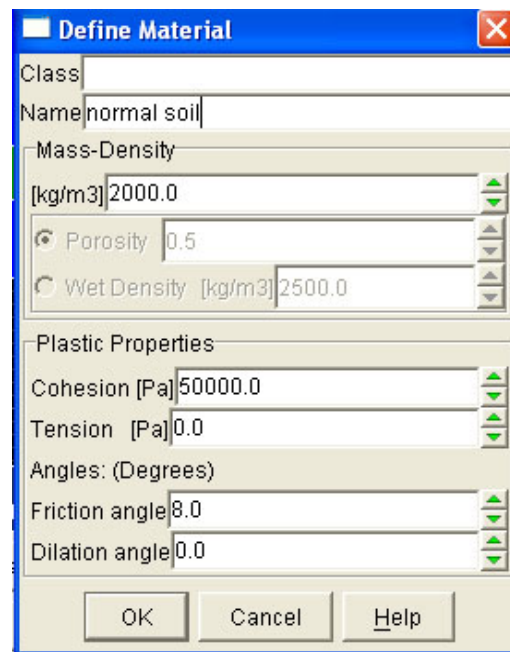 Define Material
Class
Name normal soil
Mass-Density
[kg/m3] 2000.0
Porosity 0.5
Wet Density [kg/m3] 2500.0
Plastic Properties
Cohesion [Pa] 50000.0
Tension [Pa] 0.0
Angles: (Degrees)
Friction angle 8.0
Dilation angle 0.0
OK Cancel Help